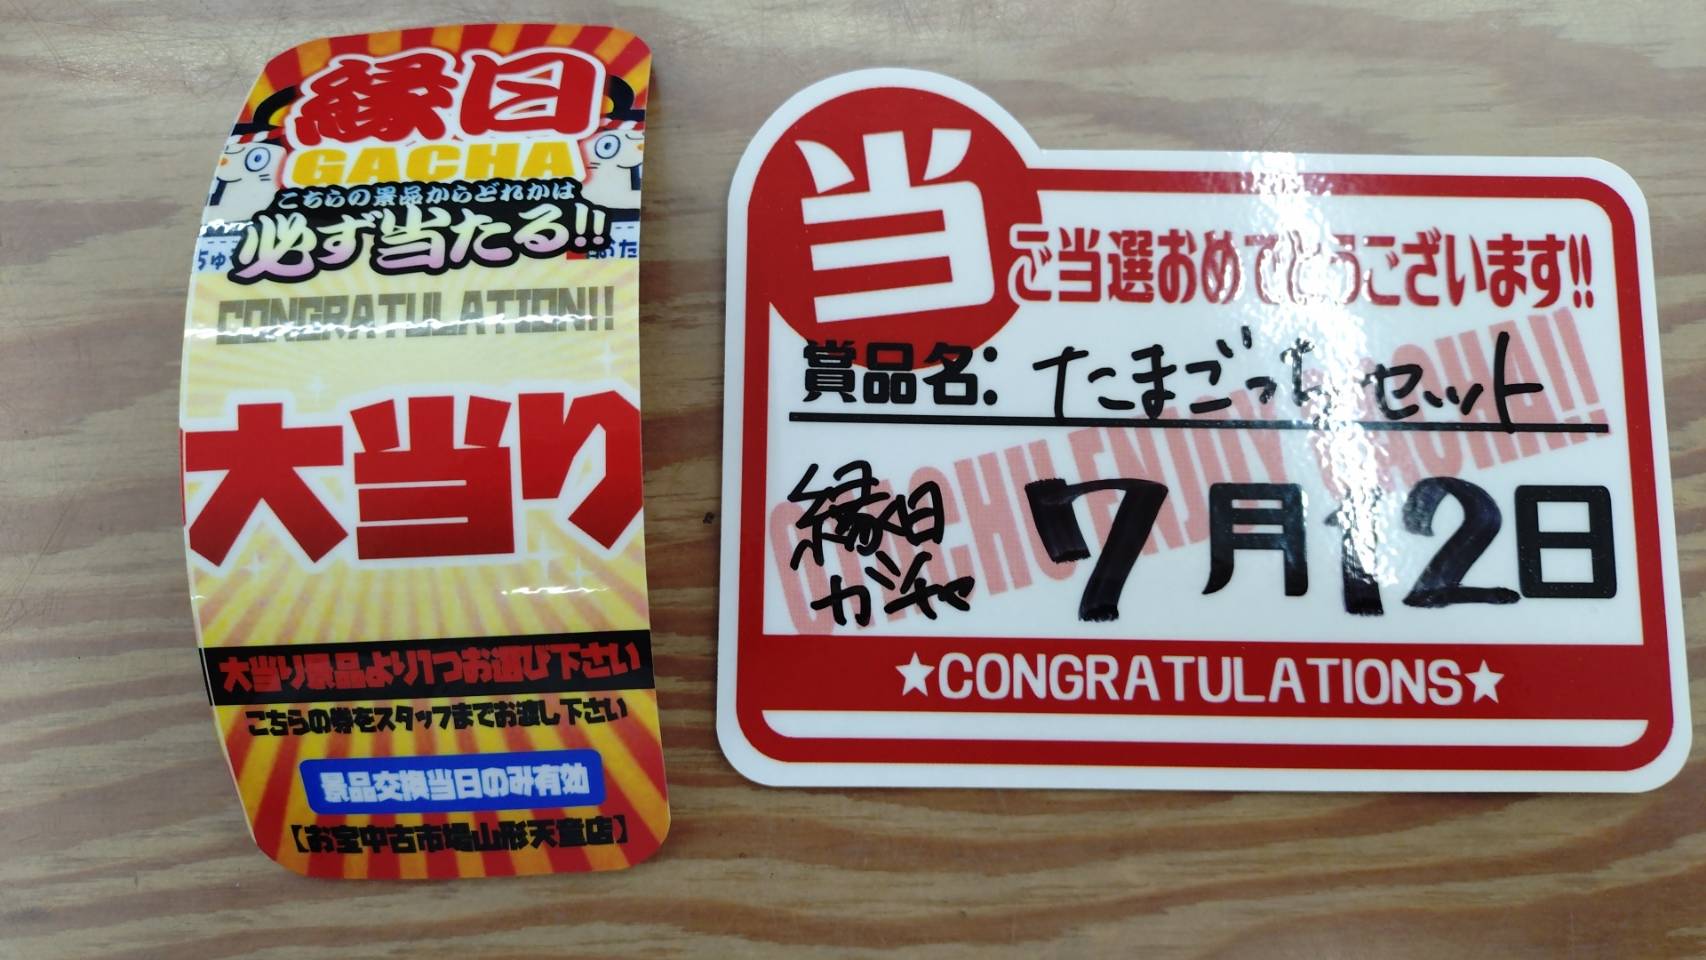 縁日
GACHA
こちらの景品からどれかは
必ず当たる!!
CONGRATULATION!!
大当り
大当り景品より1つお選び下さい
こちらの券をスタッフまでお渡し下さい
景品交換当日のみ有効
【お宝中古市場山形天童店】
当
ご当選おめでとうございます!!
賞品名:たまごっちセット
縁日
ガチャ
7月12日
★CONGRATULATIONS★